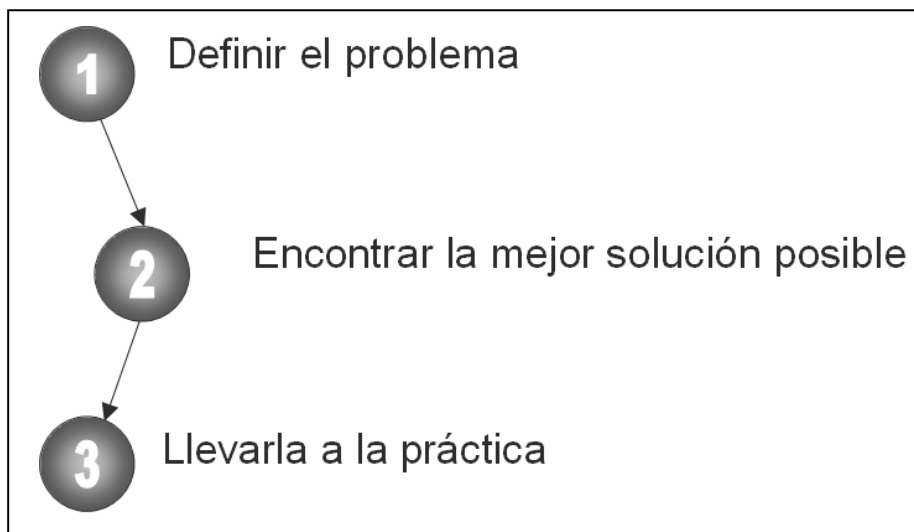 1 Definir el problema
2 Encontrar la mejor solución posible
3 Llevarla a la práctica